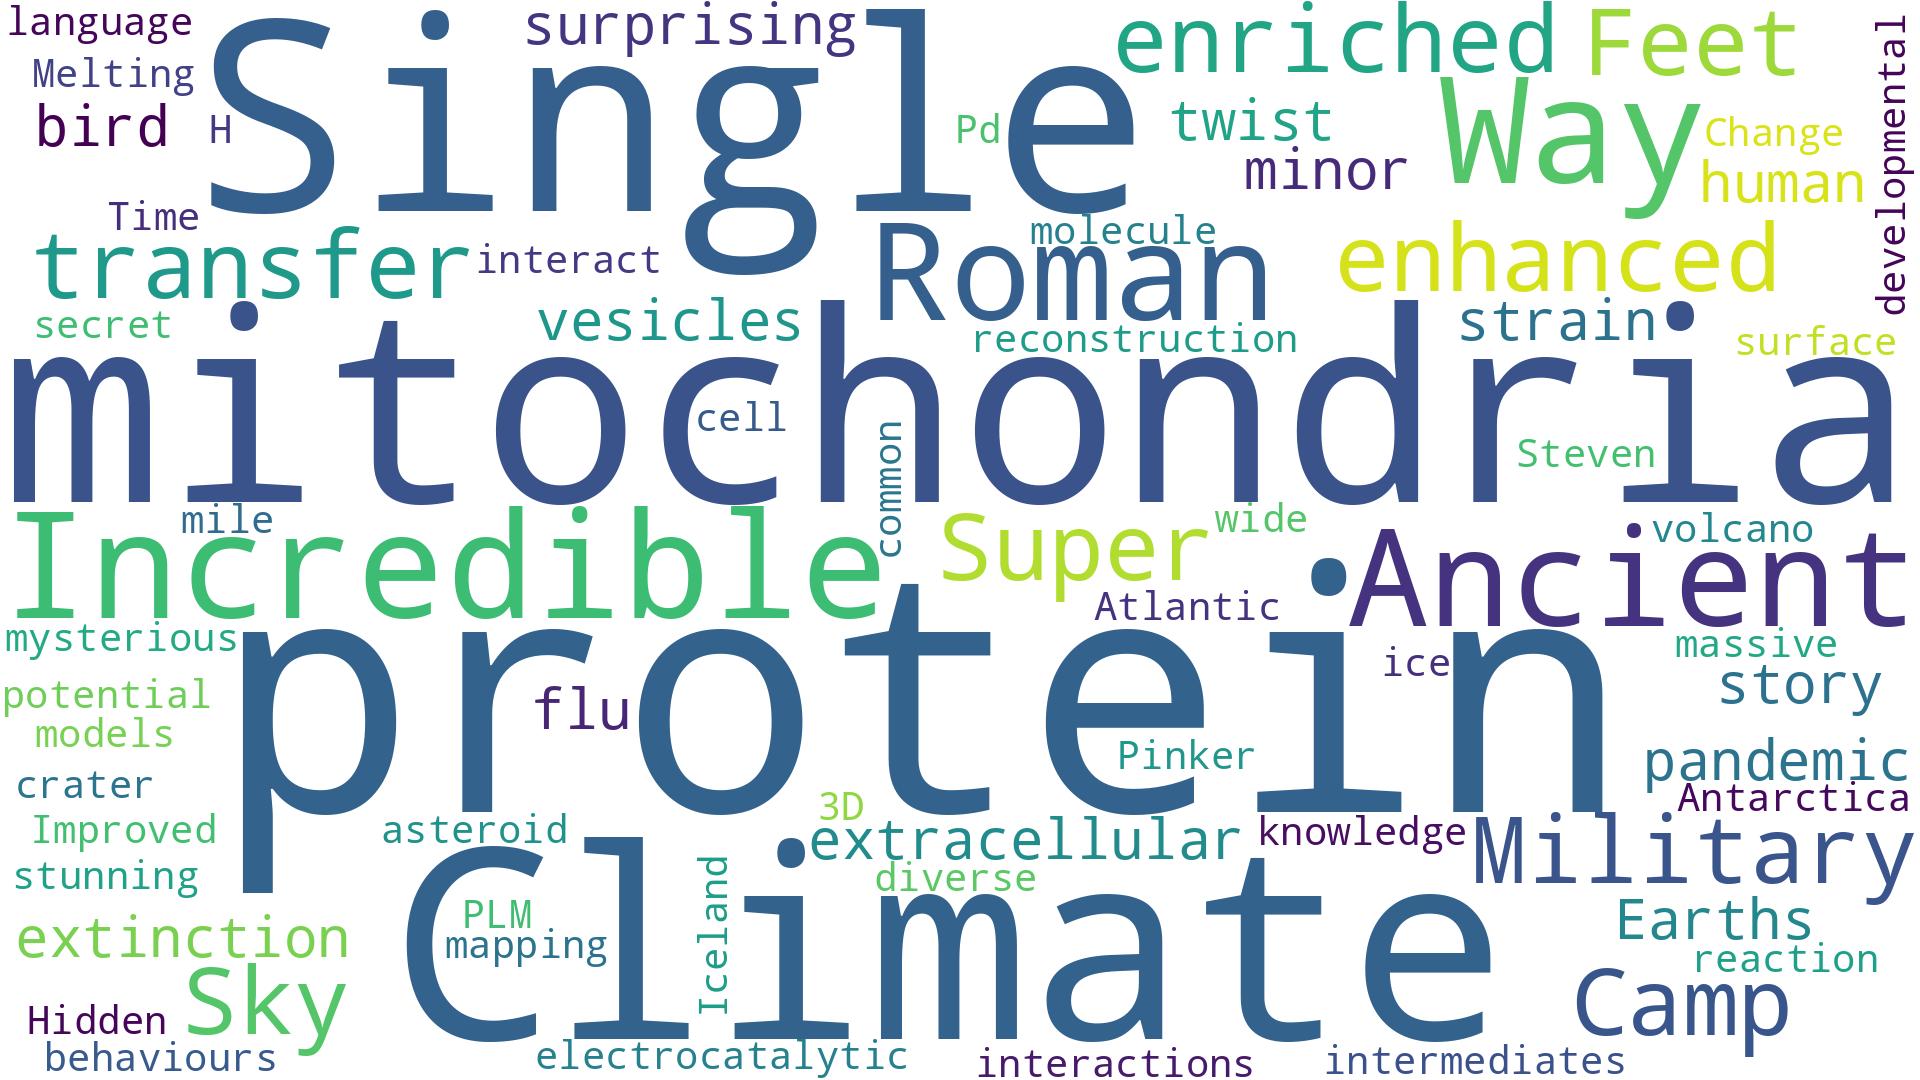 language
surprising
enriched
Feet
developmental
Melting
Single
bird
H
Pd
twist
Way
Change
minor
human
Time
transfer
interact
Roman
molecule
enhanced
secret
vesicles
reconstruction
strain
surface
mitochondria
cell
common
Steven
mile
Incredible
Super
wide
Ancient
volcano
mysterious
protein
Atlantic
ice
massive
potential
flu
story
models
Pinker
pandemic
crater
3D
Antarctica
Improved
asteroid
extracellular
knowledge
Military
stunning
Climate
diverse
extinction
PLM
mapping
Iceland
Earths
reaction
Sky
Camp
Hidden
behaviours
electrocatalytic
interactions
intermediates